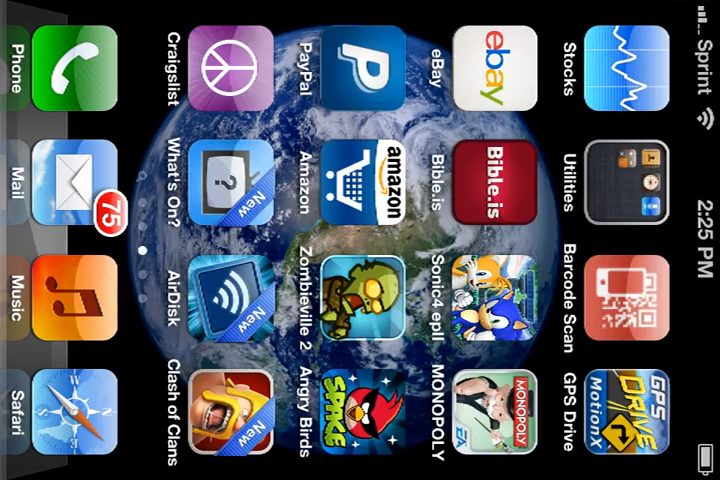 Sprint 2:25 PM
Stocks Utilities Barcode Scan GPS Drive
GPS
DRIVE
MotionX
ebay
Bible.is
MONOPOLY
EA
eBay Bible.is Sonic4 epII MONOPOLY
amazon
SPACE
PayPal Amazon Zombieville 2 Angry Birds
New New New
Craigslist What's On? AirDisk Clash of Clans
75
Phone Mail Music Safari